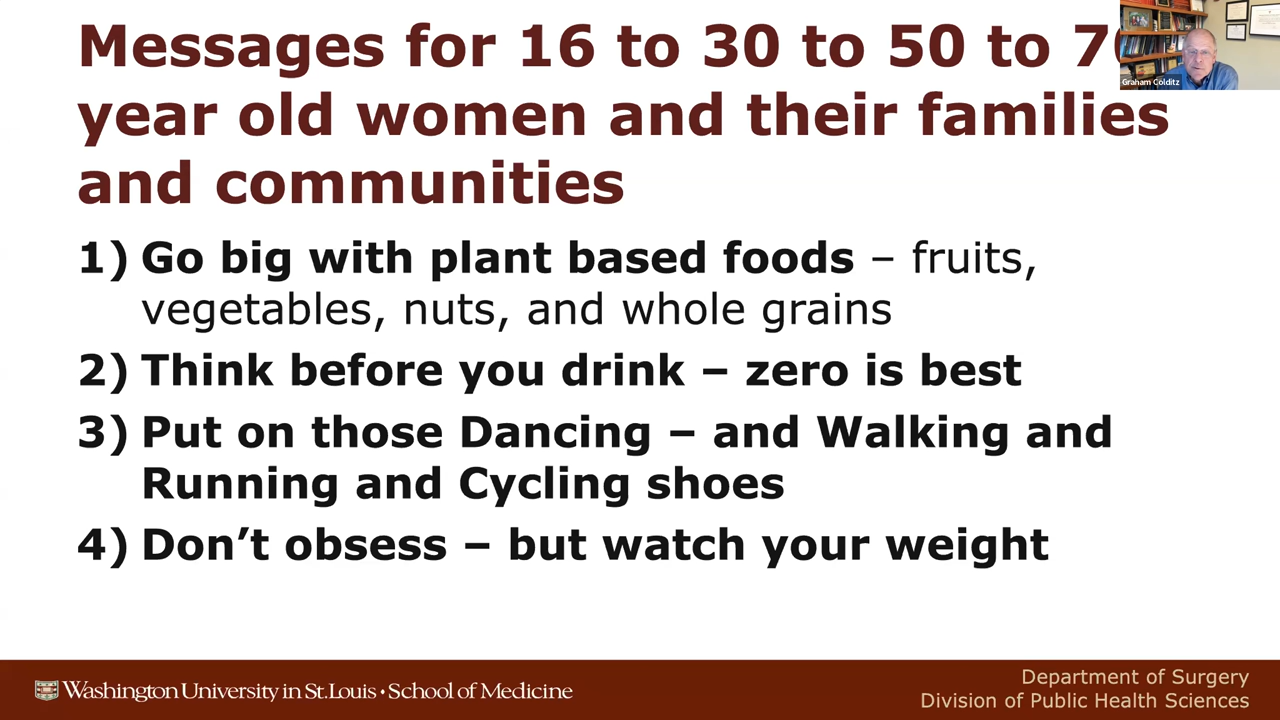 Messages for 16 to 30 to 50 to 70
year old women and their families
and communities
Graham Colditz
1) Go big with plant based foods – fruits,
vegetables, nuts, and whole grains
2) Think before you drink – zero is best
3) Put on those Dancing – and Walking and
Running and Cycling shoes
4) Don’t obsess – but watch your weight
Washington University in St.Louis • School of Medicine
Department of Surgery
Division of Public Health Sciences